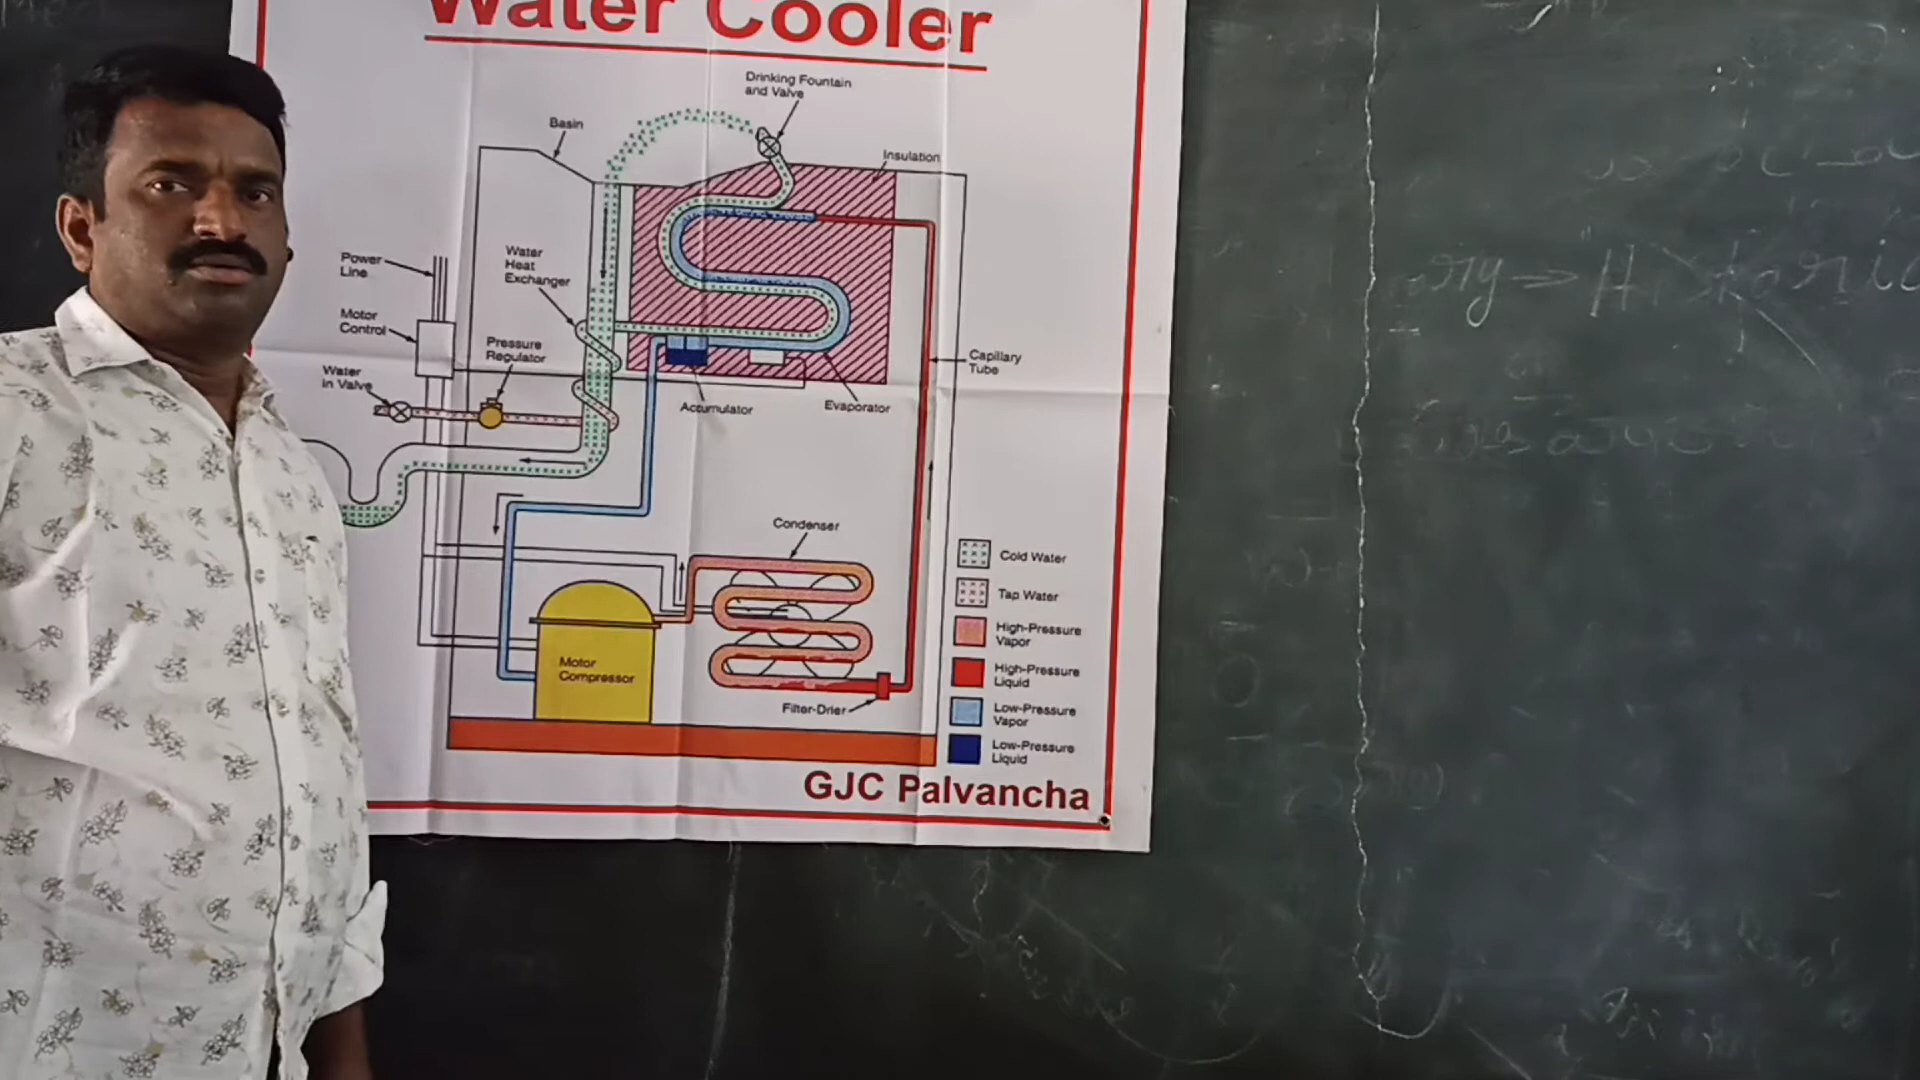 Water Cooler
Drinking Fountain
and Valve
Basin
Insulation
Power
Line
Water
Heat
Exchanger
Motor
Control
Pressure
Regulator
Water
in Valve
Capillary
Tube
Accumulator
Evaporator
Condenser
Cold Water
Tap Water
High-Pressure
Vapor
Motor
Compressor
High-Pressure
Liquid
Filter-Drier
Low-Pressure
Vapor
Low-Pressure
Liquid
GJC Palvancha